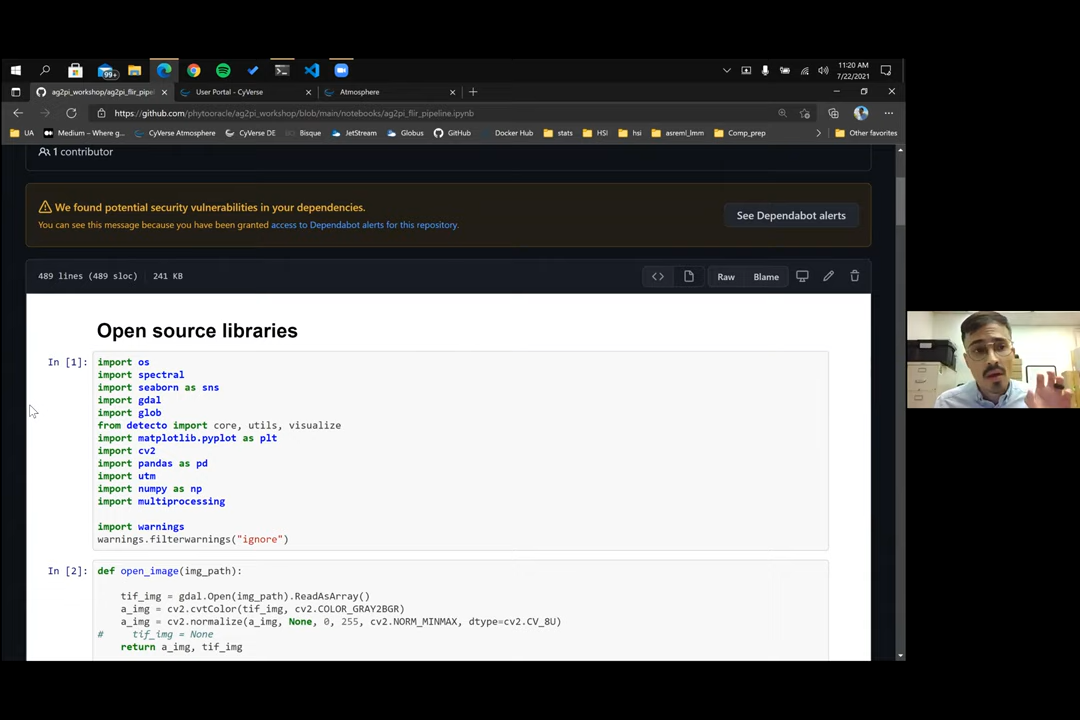 99+
11:20 AM
7/22/2021
ag2pi_workshop/ag2pi_flir_pipeli
User Portal - CyVerse
Atmosphere
https://github.com/phytooracle/ag2pi_workshop/blob/main/notebooks/ag2pi_flir_pipeline.ipynb
UA
Medium – Where g...
CyVerse Atmosphere
CyVerse DE
Bisque
JetStream
Globus
GitHub
Docker Hub
stats
HSI
hsi
asreml_lmm
Comp_prep
Other favorites
1 contributor
We found potential security vulnerabilities in your dependencies.
You can see this message because you have been granted access to Dependabot alerts for this repository.
See Dependabot alerts
489 lines (489 sloc) 241 KB
Raw
Blame
Open source libraries
In [1]:
import os
import spectral
import seaborn as sns
import gdal
import glob
from detecto import core, utils, visualize
import matplotlib.pyplot as plt
import cv2
import pandas as pd
import utm
import numpy as np
import multiprocessing
import warnings
warnings.filterwarnings("ignore")
In [2]:
def open_image(img_path):
tif_img = gdal.Open(img_path).ReadAsArray()
a_img = cv2.cvtColor(tif_img, cv2.COLOR_GRAY2BGR)
a_img = cv2.normalize(a_img, None, 0, 255, cv2.NORM_MINMAX, dtype=cv2.CV_8U)
# tif_img = None
return a_img, tif_img